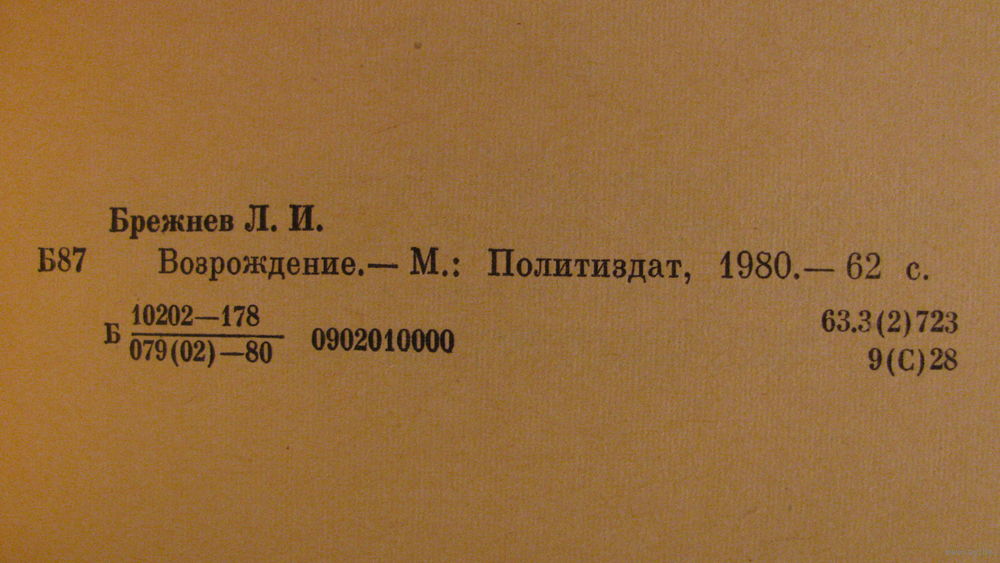 Брежнев Л. И.
Б87 Возрождение.— М.: Политиздат, 1980.— 62 с.
Б 10202—178 / 079(02)—80 0902010000 63.3(2)723
9(С)28